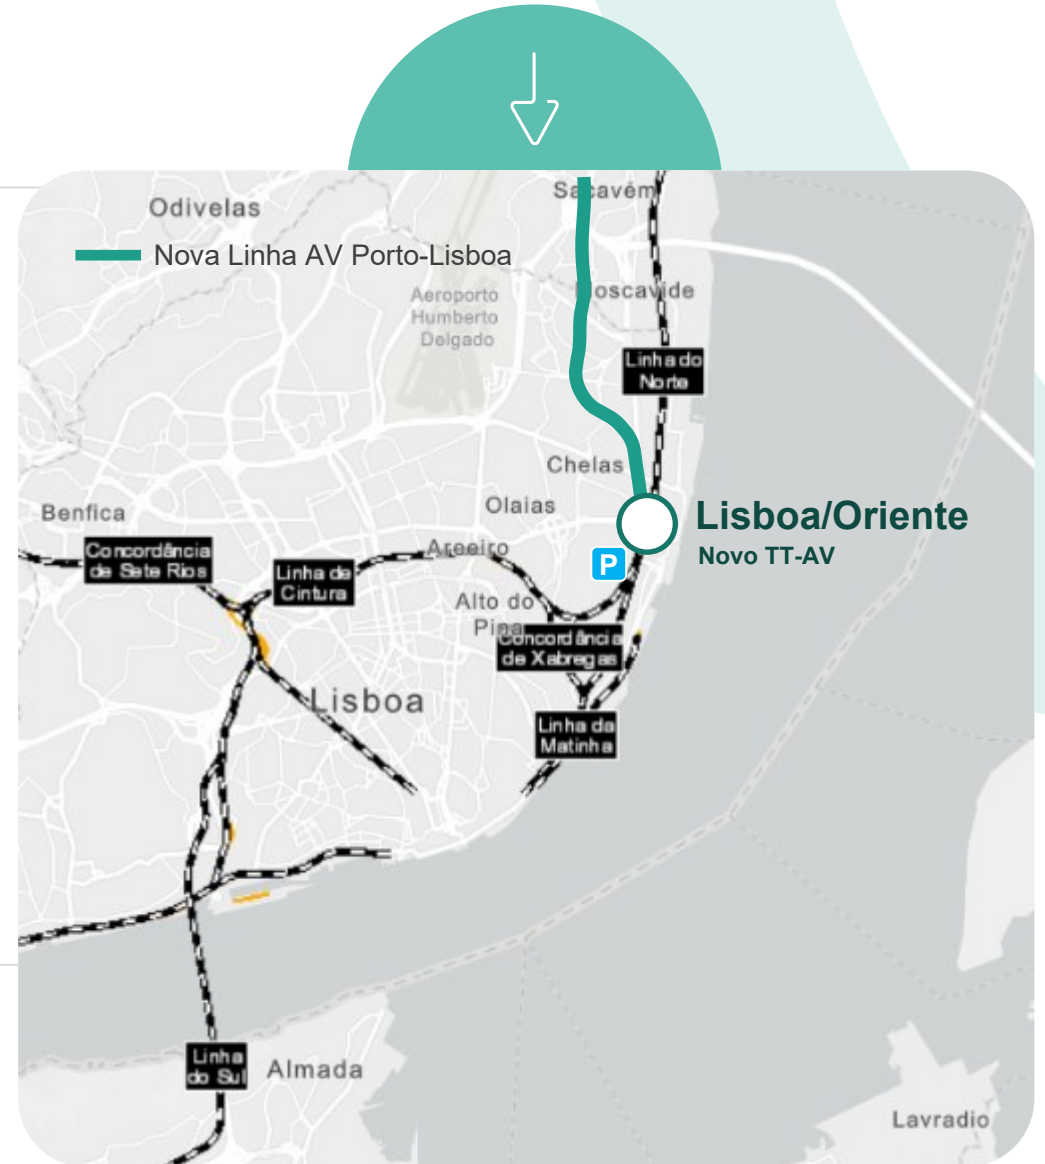 Sacavém
Odivelas
Nova Linha AV Porto-Lisboa
Aeroporto
Humberto
Delgado
Moscavide
Linha do
Norte
Chelas
Olaias
Benfica
Lisboa/Oriente
Novo TT-AV
Concordância
de Sete Rios
Areeiro
P
Linha de
Cintura
Alto do
Pina
Concordância
de Xabregas
Lisboa
Linha da
Matinha
Linha
do Sul
Almada
Lavradio